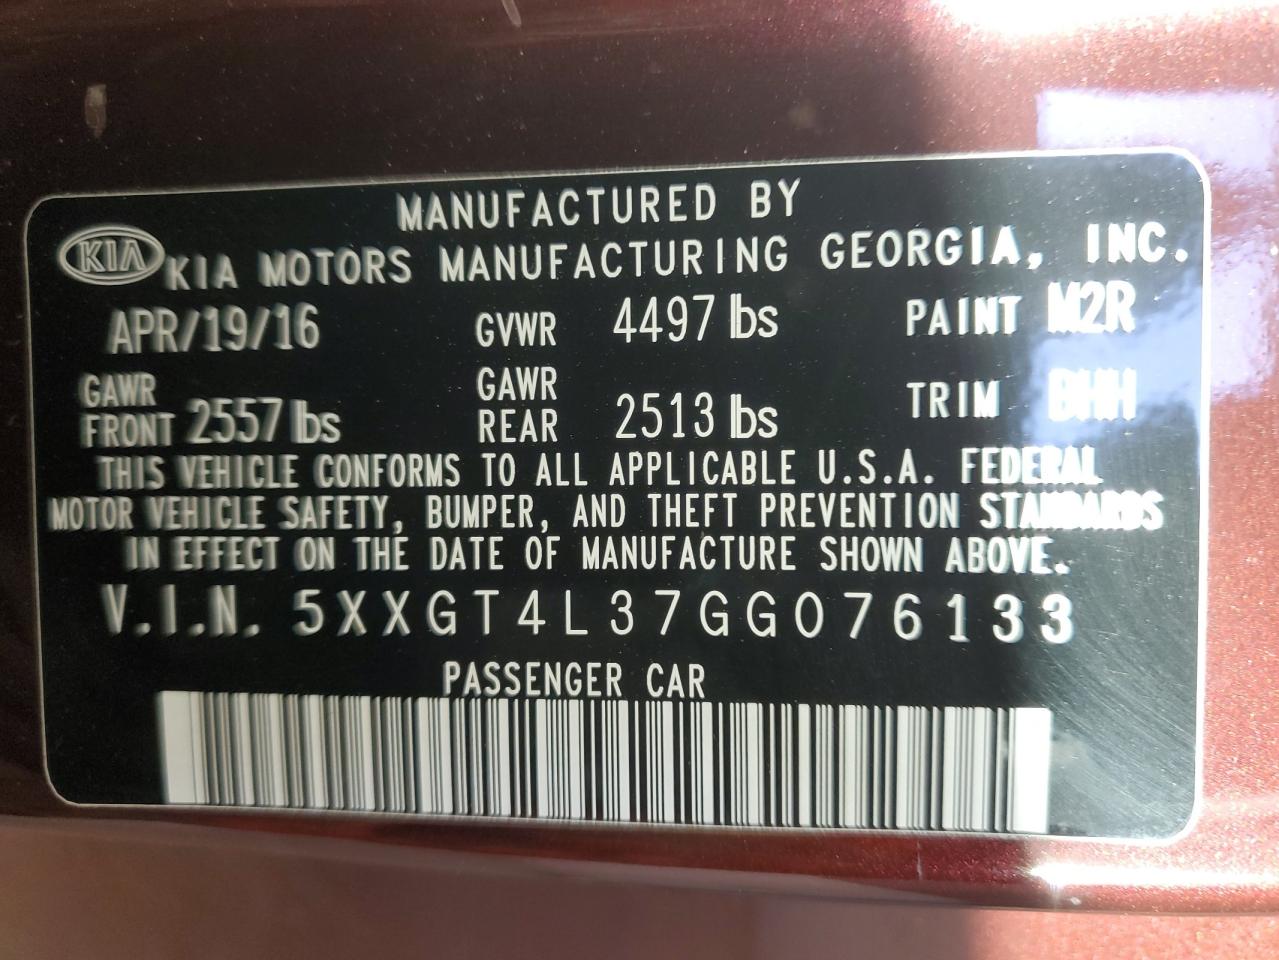 MANUFACTURED BY
KIA KIA MOTORS MANUFACTURING GEORGIA, INC.
APR/19/16 GVWR 4497 lbs PAINT M2R
GAWR FRONT 2557 lbs GAWR REAR 2513 lbs TRIM DHH
THIS VEHICLE CONFORMS TO ALL APPLICABLE U.S.A. FEDERAL
MOTOR VEHICLE SAFETY, BUMPER, AND THEFT PREVENTION STANDARDS
IN EFFECT ON THE DATE OF MANUFACTURE SHOWN ABOVE.
V.I.N. 5XXGT4L37GG076133
PASSENGER CAR